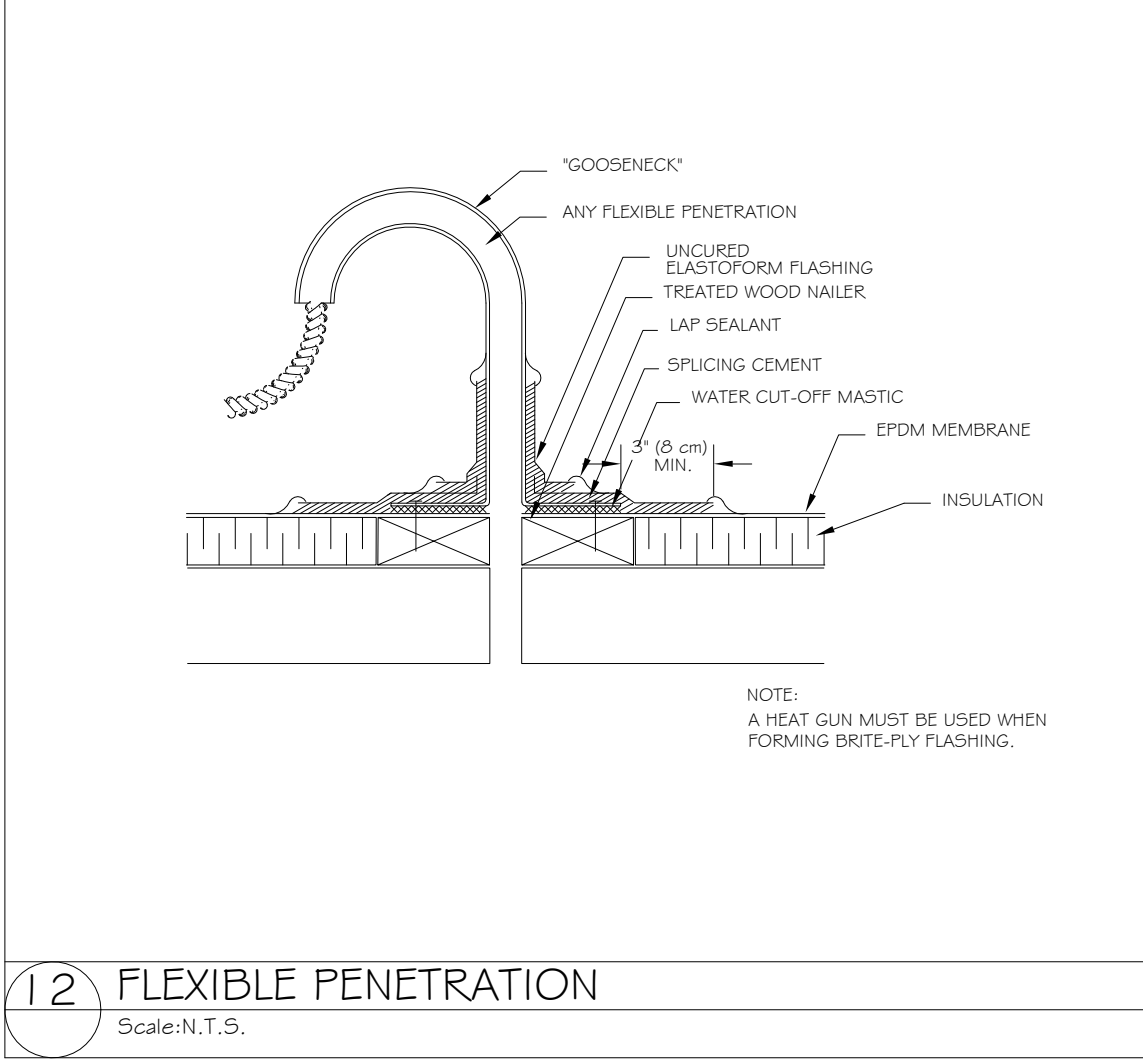 "GOOSENECK"
ANY FLEXIBLE PENETRATION
UNCURED
ELASTOFORM FLASHING
TREATED WOOD NAILER
LAP SEALANT
SPLICING CEMENT
WATER CUT-OFF MASTIC
EPDM MEMBRANE
3" (8 cm)
MIN.
INSULATION
NOTE:
A HEAT GUN MUST BE USED WHEN
FORMING BRITE-PLY FLASHING.
12
FLEXIBLE PENETRATION
Scale:N.T.S.